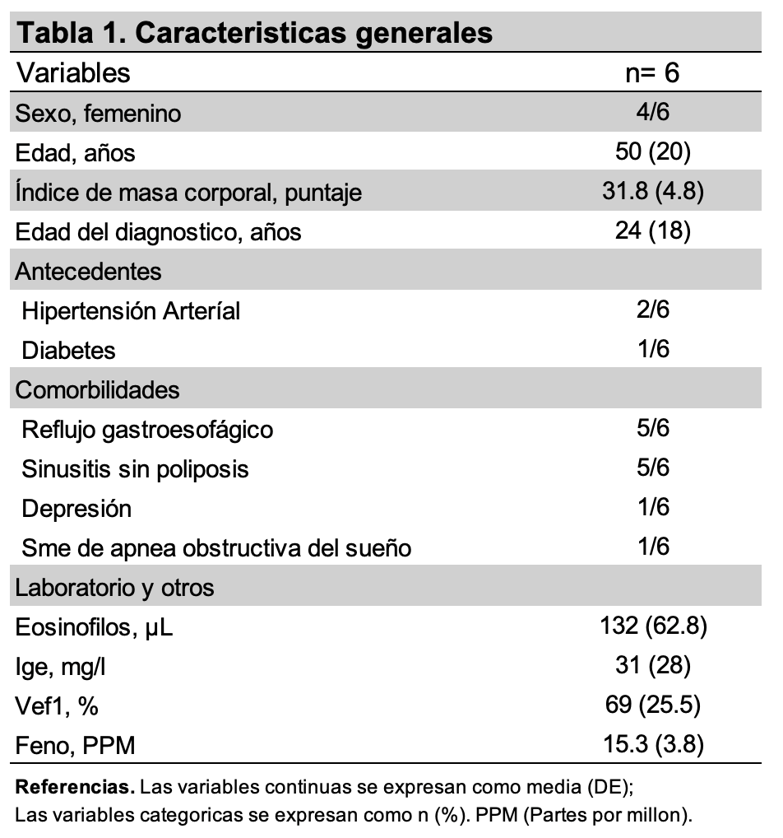 Tabla 1. Caracteristicas generales
Variables n= 6
Sexo, femenino 4/6
Edad, años 50 (20)
Índice de masa corporal, puntaje 31.8 (4.8)
Edad del diagnostico, años 24 (18)
Antecedentes
Hipertensión Arteríal 2/6
Diabetes 1/6
Comorbilidades
Reflujo gastroesofágico 5/6
Sinusitis sin poliposis 5/6
Depresión 1/6
Sme de apnea obstructiva del sueño 1/6
Laboratorio y otros
Eosinofilos, µL 132 (62.8)
Ige, mg/l 31 (28)
Vef1, % 69 (25.5)
Feno, PPM 15.3 (3.8)
Referencias. Las variables continuas se expresan como media (DE);
Las variables categoricas se expresan como n (%). PPM (Partes por millon).